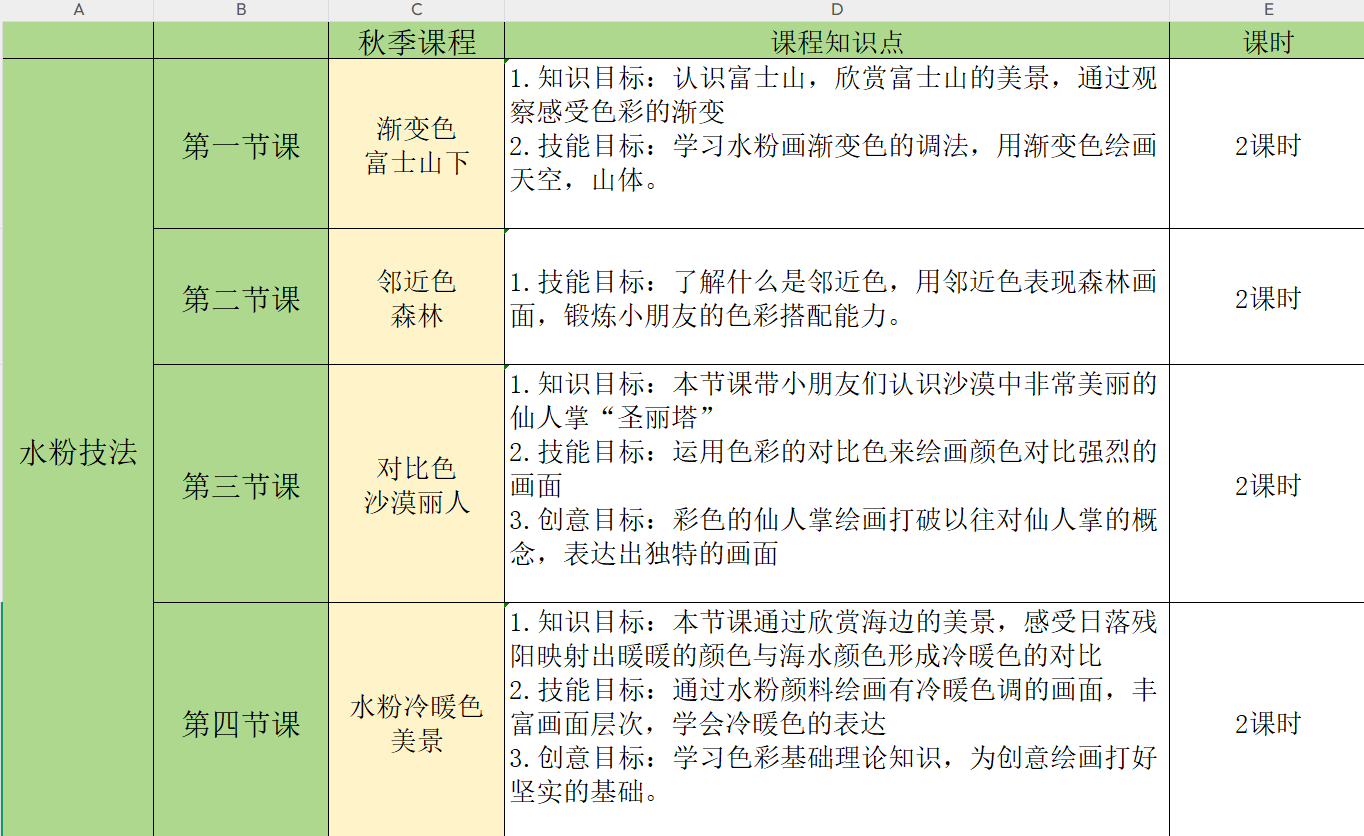 A B C D E
秋季课程 课程知识点 课时
水粉技法
第一节课
渐变色
富士山下
1.知识目标：认识富士山，欣赏富士山的美景，通过观
察感受色彩的渐变
2.技能目标：学习水粉画渐变色的调法，用渐变色绘画
天空，山体。
2课时
第二节课
邻近色
森林
1.技能目标：了解什么是邻近色，用邻近色表现森林画
面，锻炼小朋友的色彩搭配能力。
2课时
第三节课
对比色
沙漠丽人
1.知识目标：本节课带小朋友们认识沙漠中非常美丽的
仙人掌“圣丽塔”
2.技能目标：运用色彩的对比色来绘画颜色对比强烈的
画面
3.创意目标：彩色的仙人掌绘画打破以往对仙人掌的概
念，表达出独特的画面
2课时
第四节课
水粉冷暖色
美景
1.知识目标：本节课通过欣赏海边的美景，感受日落残
阳映射出暖暖的颜色与海水颜色形成冷暖色的对比
2.技能目标：通过水粉颜料绘画有冷暖色调的画面，丰
富画面层次，学会冷暖色的表达
3.创意目标：学习色彩基础理论知识，为创意绘画打好
坚实的基础。
2课时